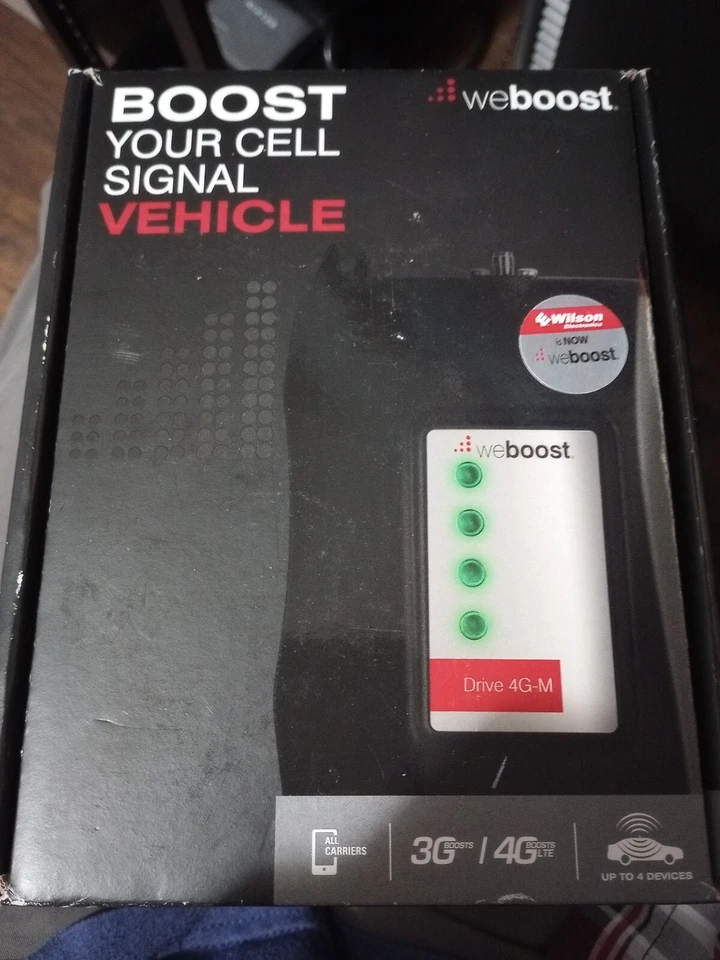 BOOST
YOUR CELL
SIGNAL
VEHICLE
weboost.
Wilson
Electronics
is NOW
weboost.
weboost.
Drive 4G-M
ALL
CARRIERS
3G BOOSTS / 4G BOOSTS
LTE
UP TO 4 DEVICES